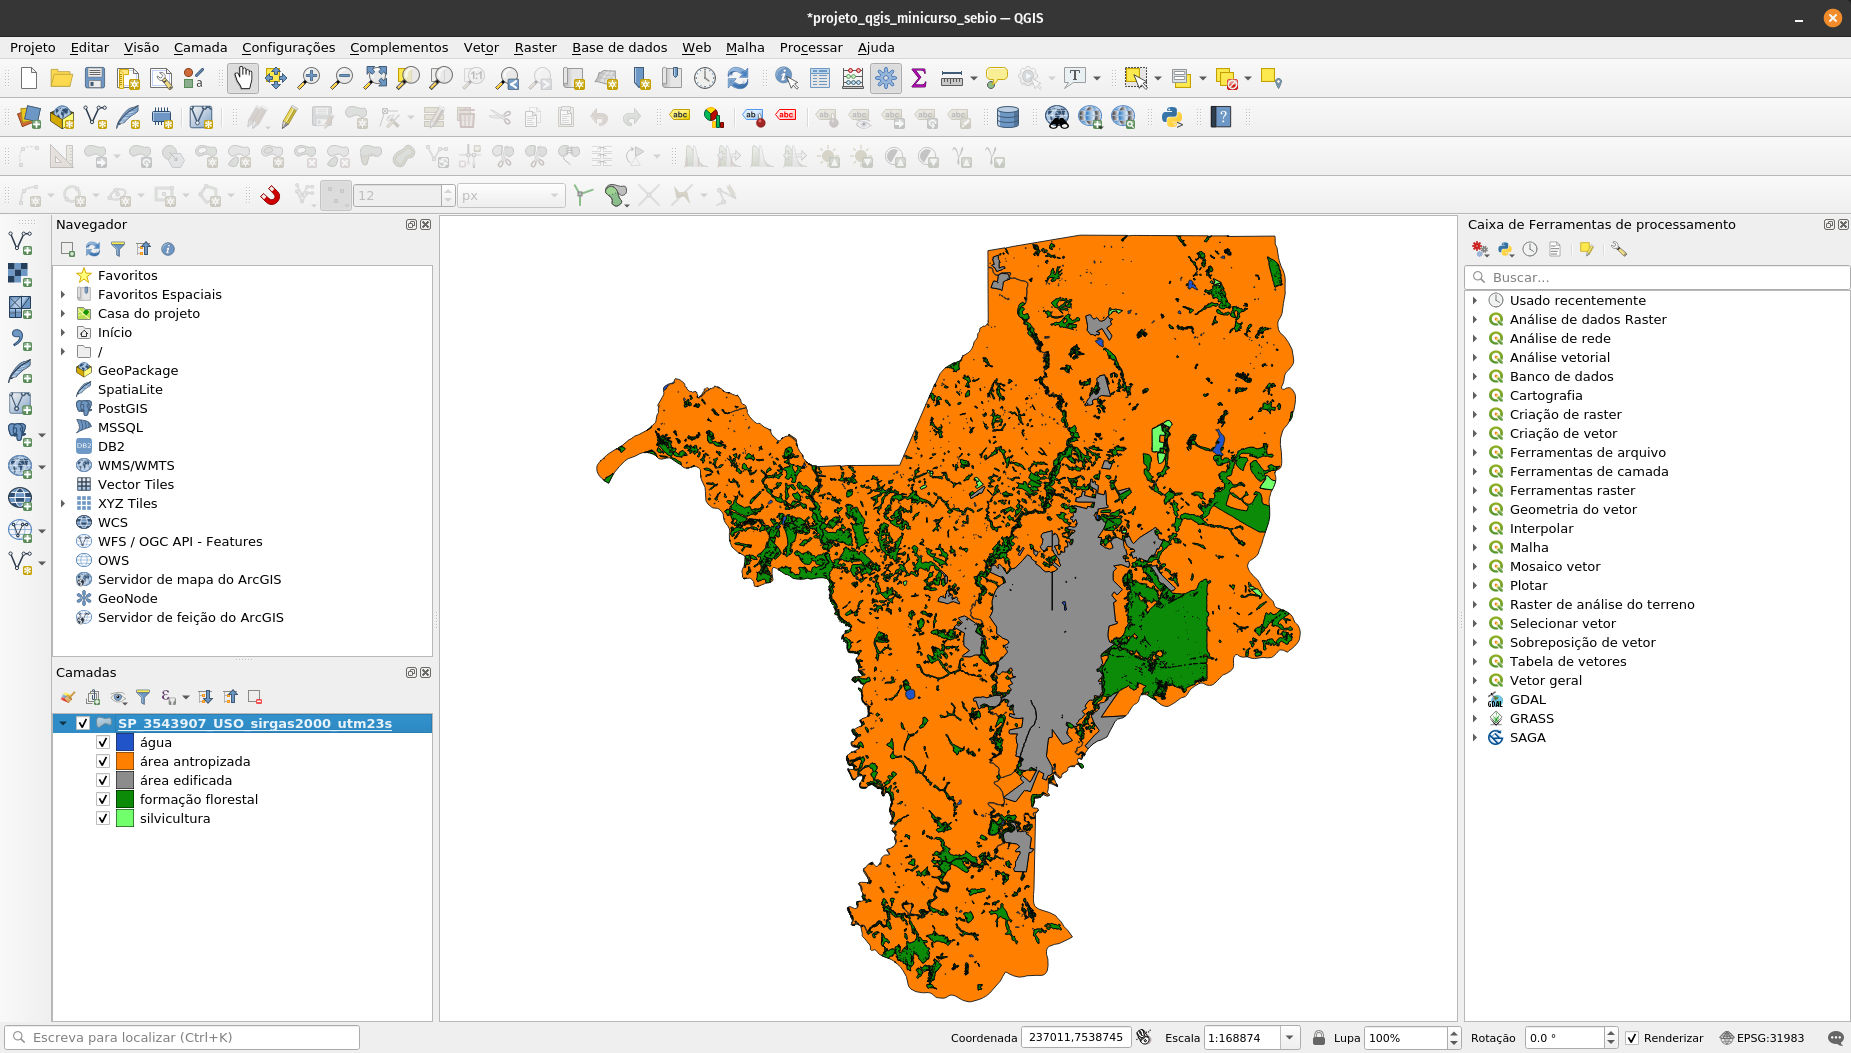 *projeto_qgis_minicurso_sebio — QGIS
Projeto Editar Visão Camada Configurações Complementos Vetor Raster Base de dados Web Malha Processar Ajuda
12 px
Navegador
Favoritos
Favoritos Espaciais
Casa do projeto
Início
/
GeoPackage
SpatiaLite
PostGIS
MSSQL
DB2
WMS/WMTS
Vector Tiles
XYZ Tiles
WCS
WFS / OGC API - Features
OWS
Servidor de mapa do ArcGIS
GeoNode
Servidor de feição do ArcGIS
Camadas
SP_3543907_USO_sirgas2000_utm23s
água
área antropizada
área edificada
formação florestal
silvicultura
Caixa de Ferramentas de processamento
Buscar...
Usado recentemente
Análise de dados Raster
Análise de rede
Análise vetorial
Banco de dados
Cartografia
Criação de raster
Criação de vetor
Ferramentas de arquivo
Ferramentas de camada
Ferramentas raster
Geometria do vetor
Interpolar
Malha
Mosaico vetor
Plotar
Raster de análise do terreno
Selecionar vetor
Sobreposição de vetor
Tabela de vetores
Vetor geral
GDAL
GRASS
SAGA
Escreva para localizar (Ctrl+K)
Coordenada 237011,7538745 Escala 1:168874 Lupa 100% Rotação 0.0 ° Renderizar EPSG:31983